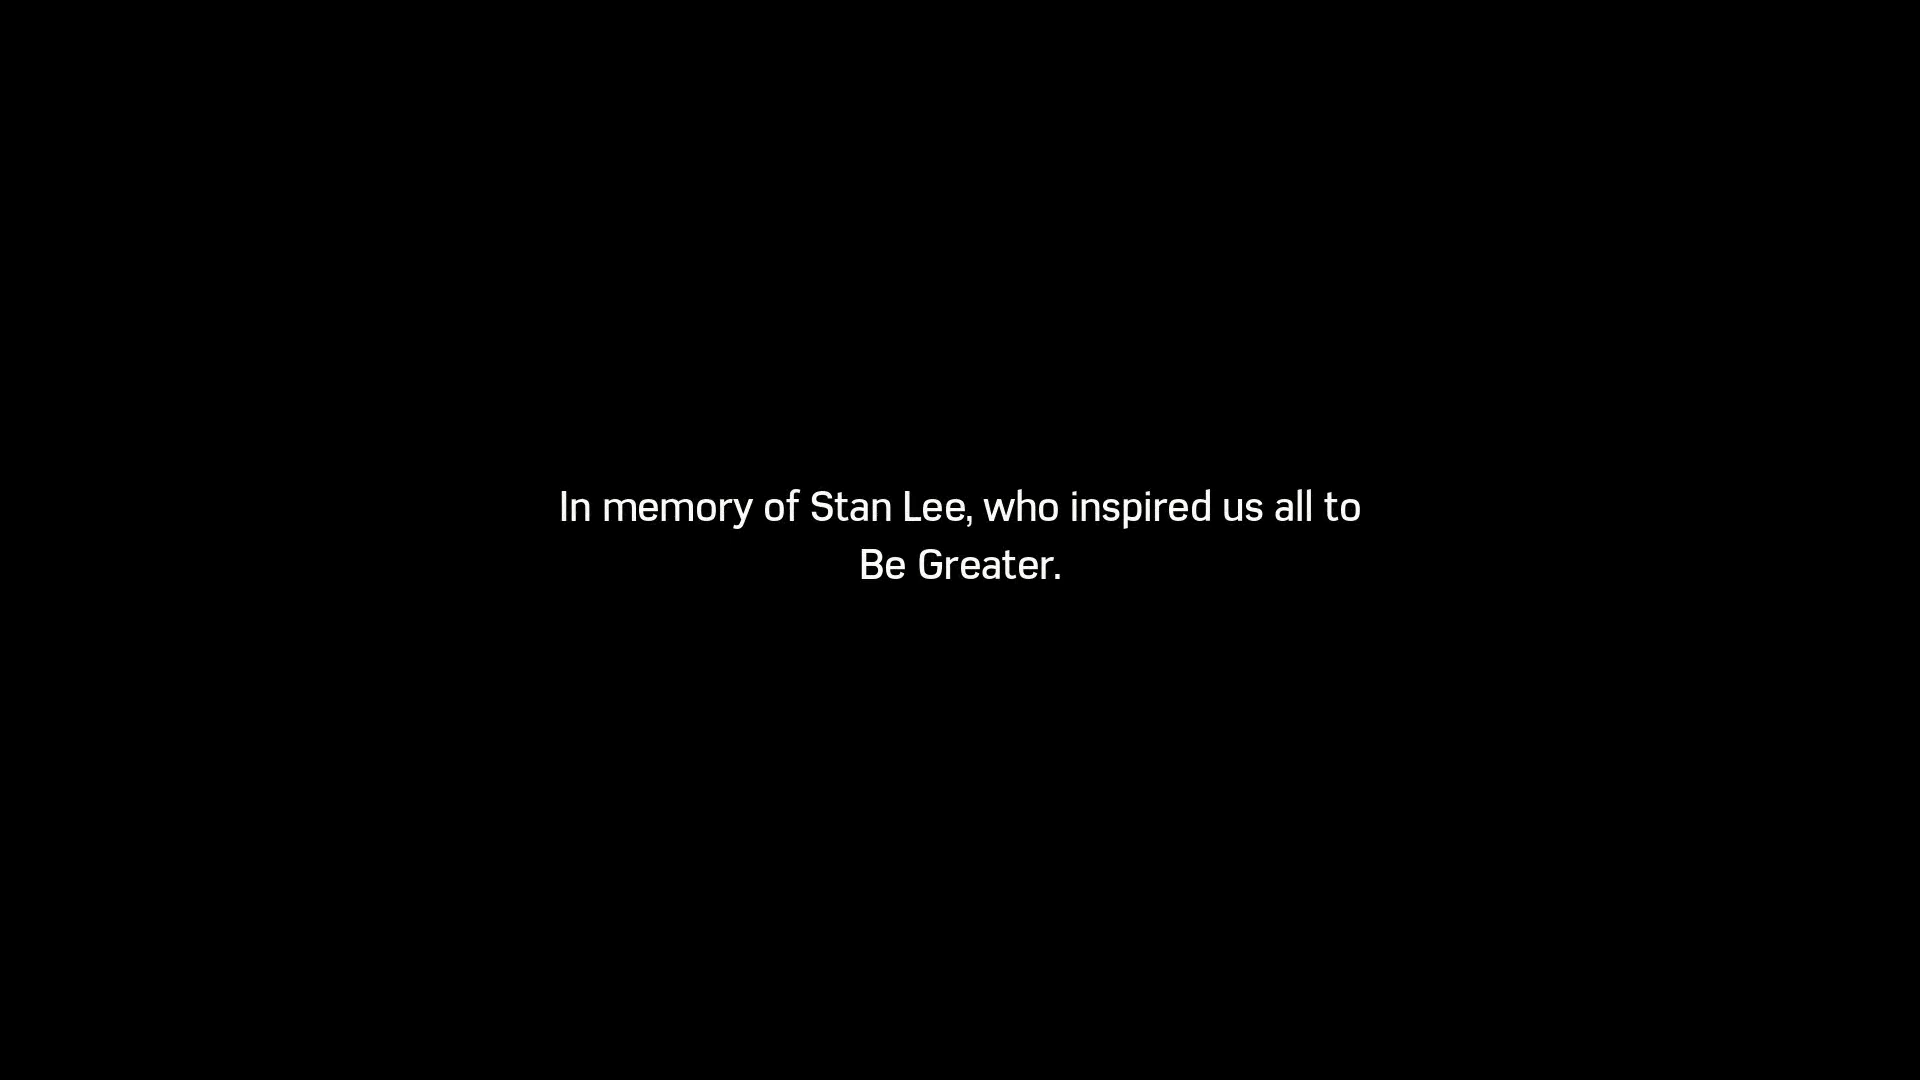 In memory of Stan Lee, who inspired us all to
Be Greater.